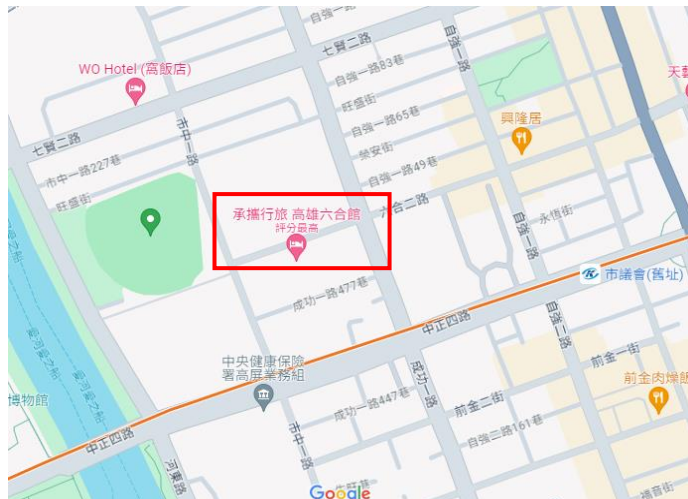 七賢二路
自強一路
WO Hotel (窩飯店)
自強一路83巷
旺盛街
自強一路65巷
興隆居
七賢二路
市中一路
榮安街
市中一路227巷
自強一路49巷
旺盛街
承攜行旅 高雄六合館
評分最高
六合二路
自強一路
永恆街
市議會(舊址)
成功一路477巷
中正四路
中央健康保險
署高屏業務組
成功一路
自強二路
前金一街
前金肉燥飯
博物館
成功一路447巷
前金二街
中正四路
市中一路
自強二路161巷
河東路
Google